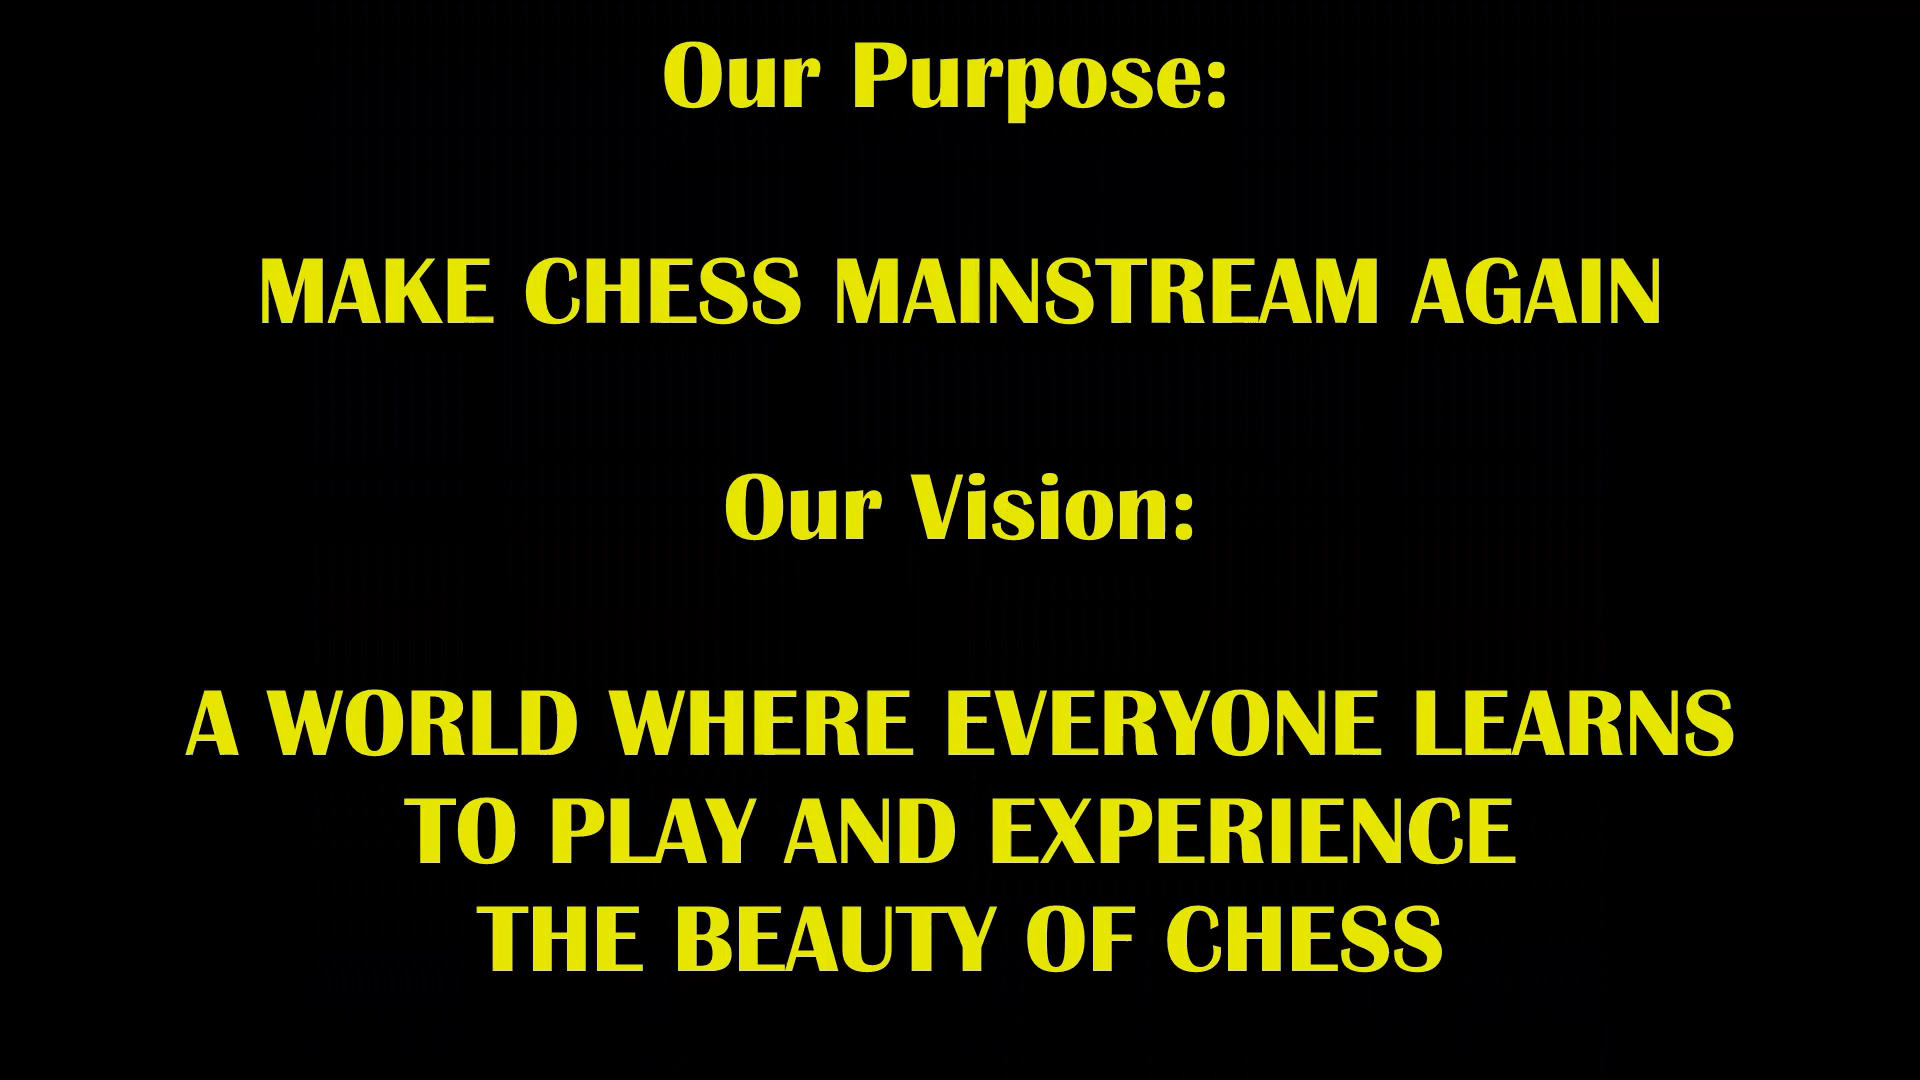 Our Purpose:
MAKE CHESS MAINSTREAM AGAIN
Our Vision:
A WORLD WHERE EVERYONE LEARNS
TO PLAY AND EXPERIENCE
THE BEAUTY OF CHESS